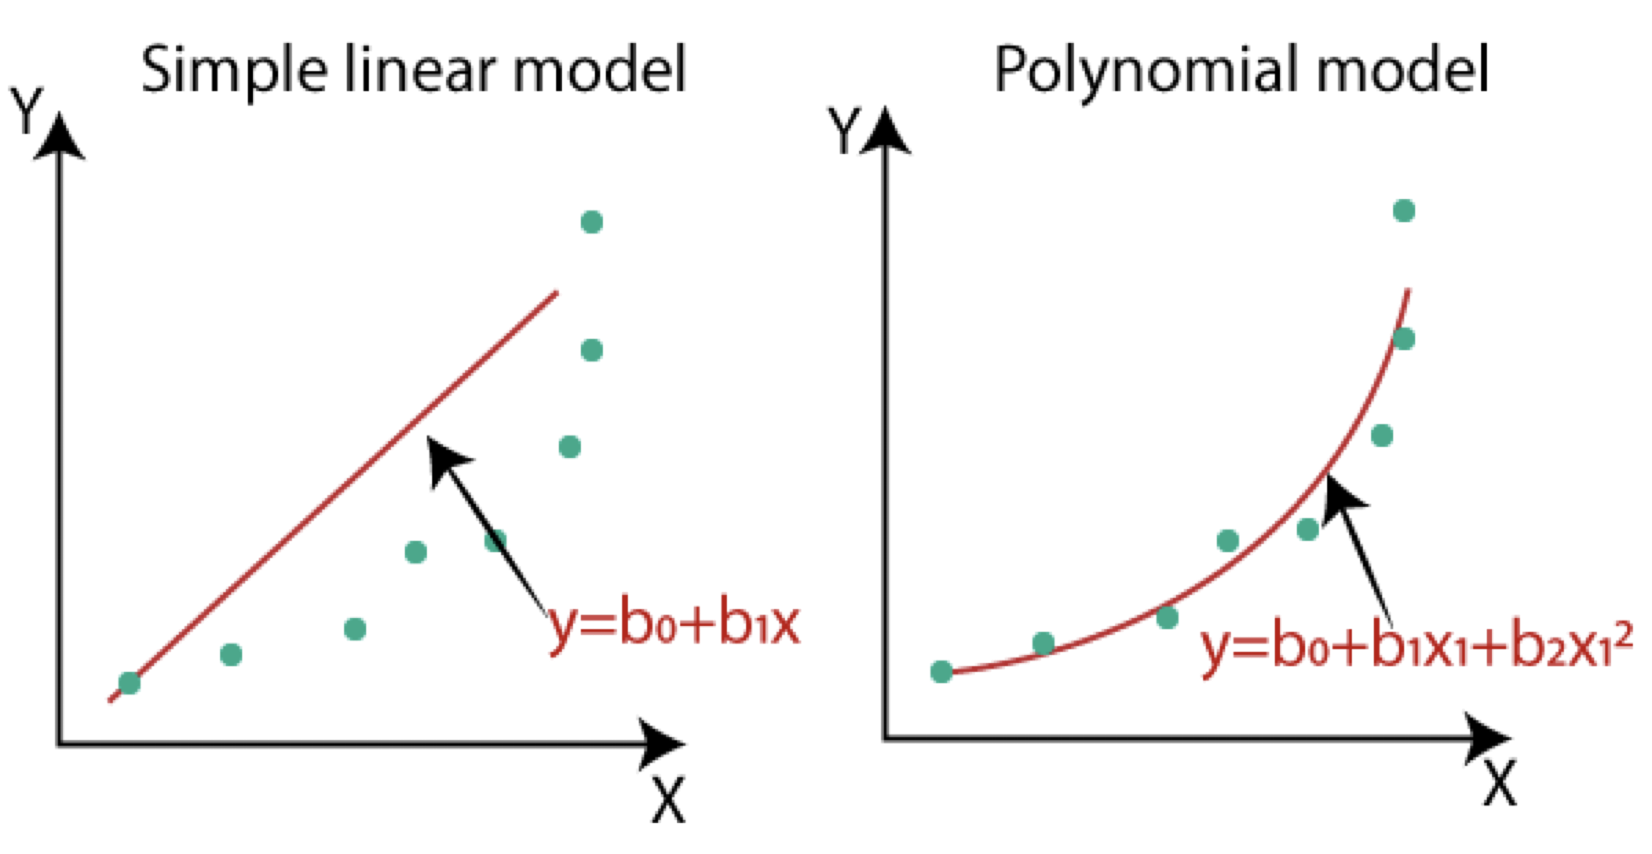 Simple linear model
Y
y=b₀+b₁x
X
Polynomial model
Y
y=b₀+b₁x₁+b₂x₁²
X